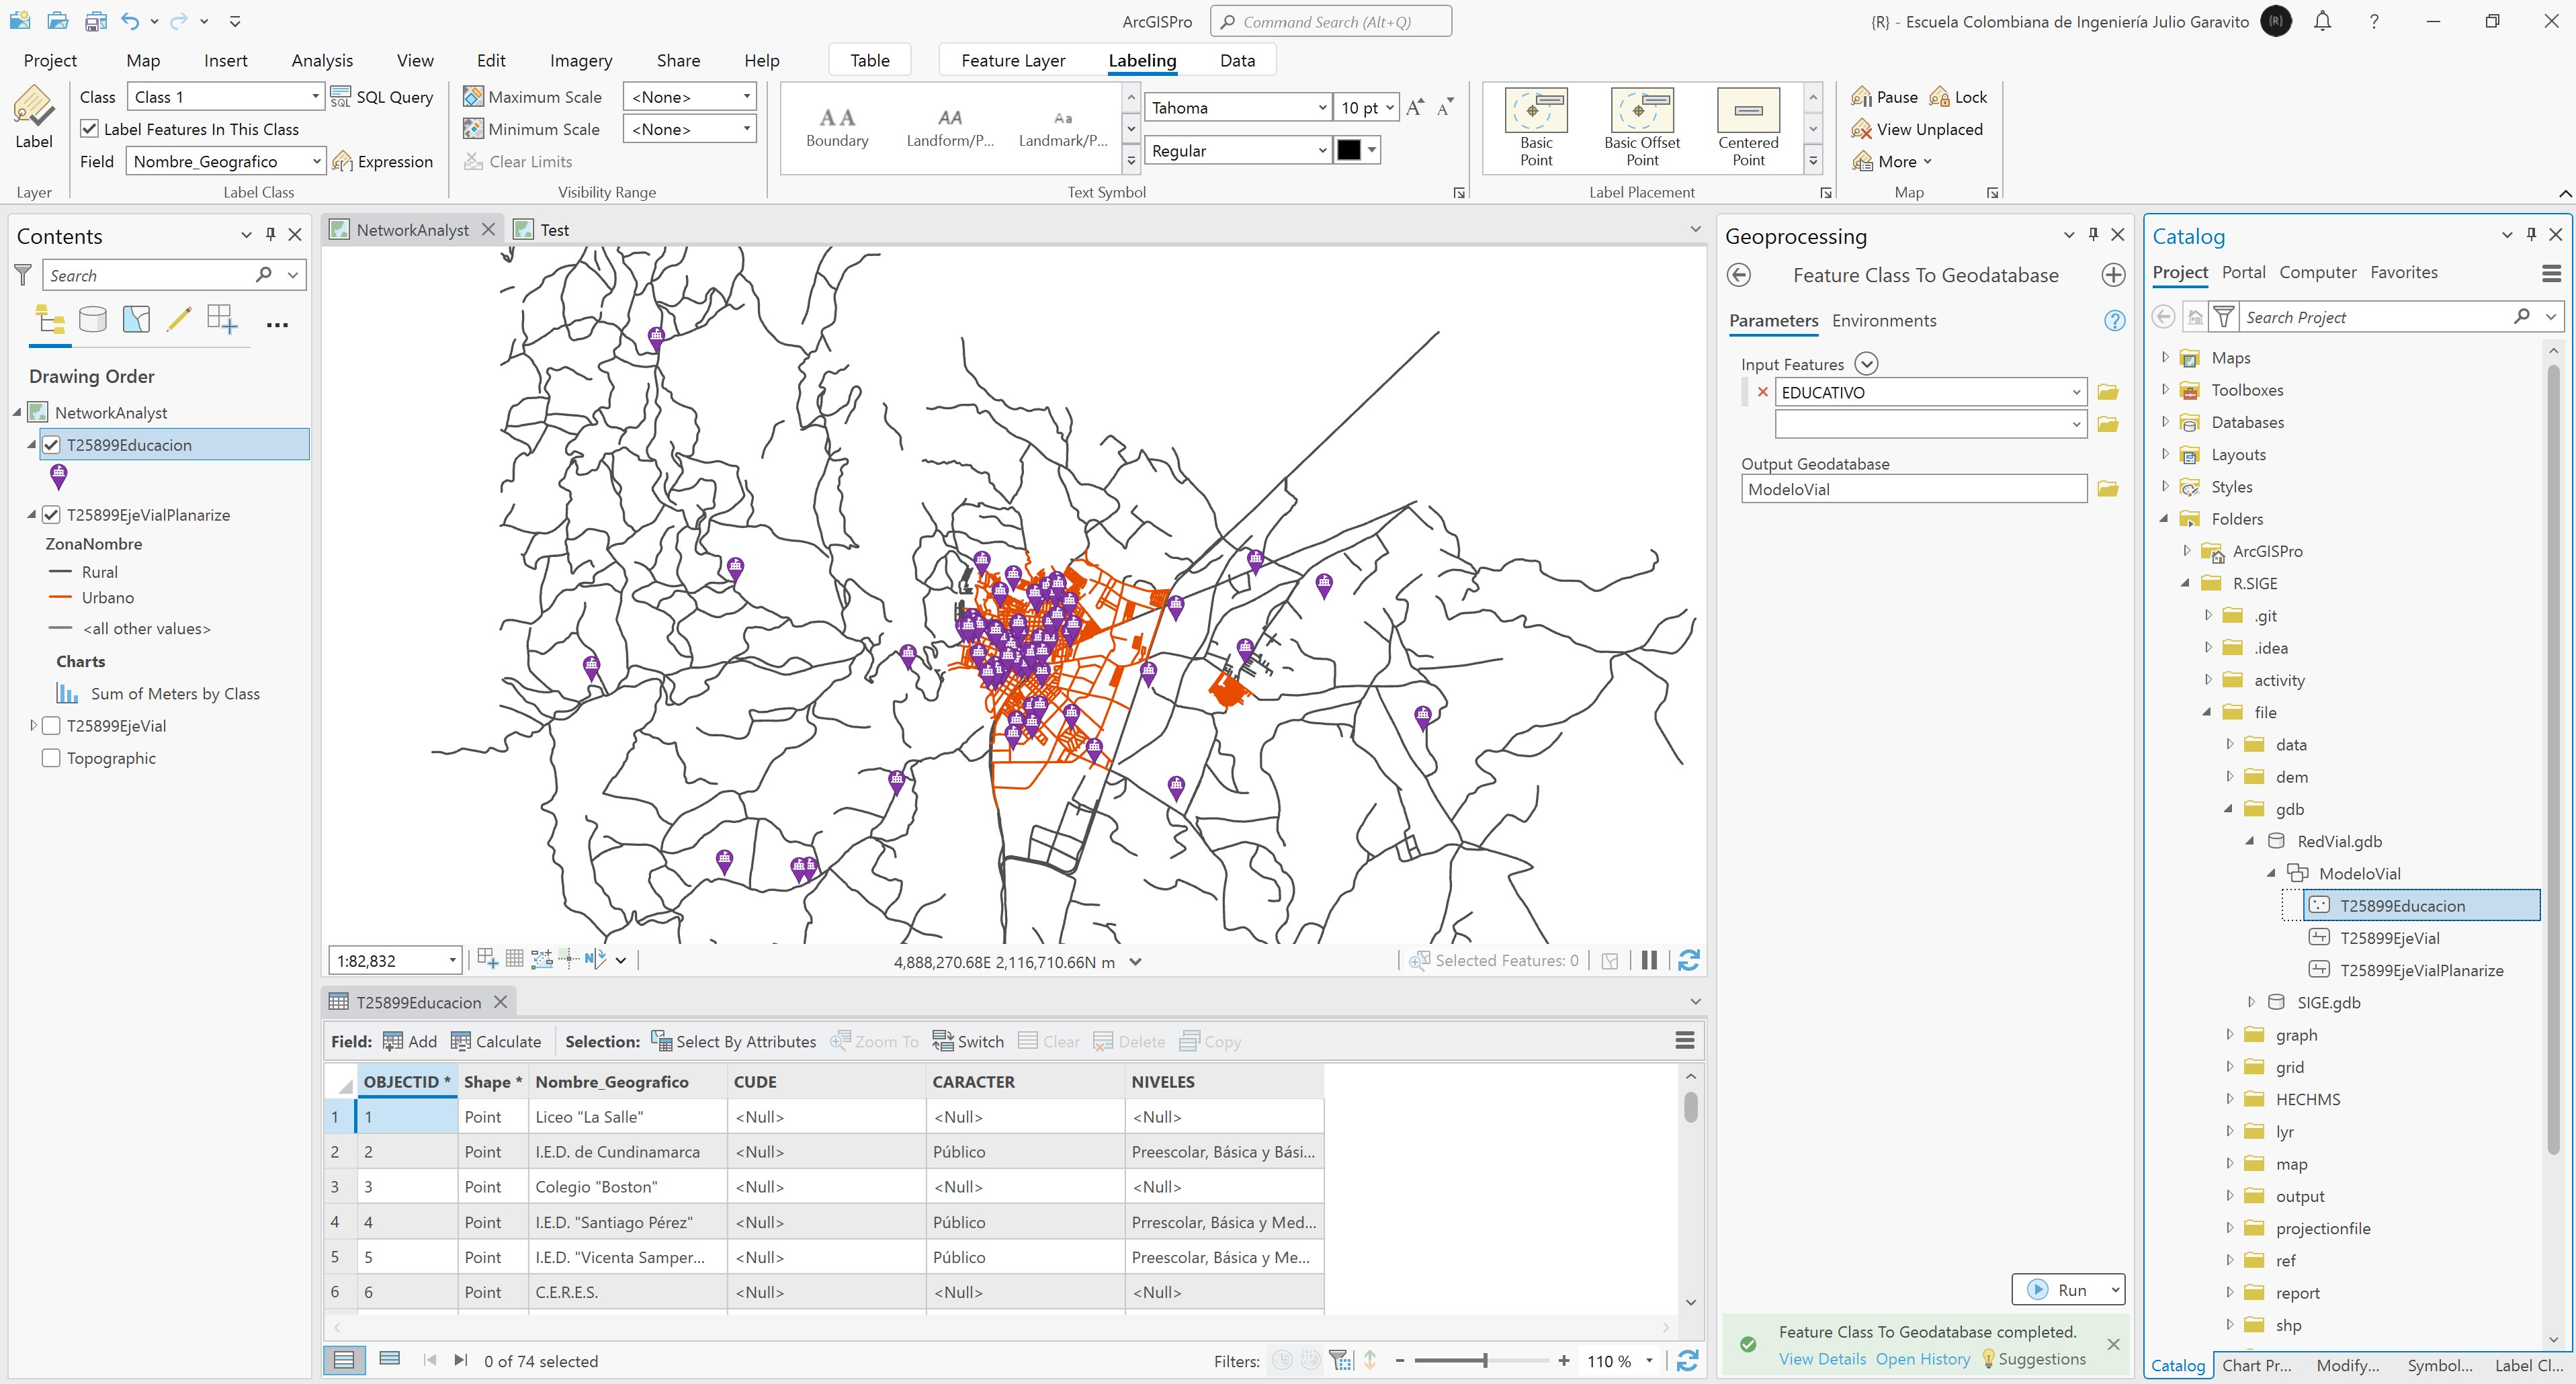 ArcGISPro
Command Search (Alt+Q)
{R} - Escuela Colombiana de Ingeniería Julio Garavito
{R}
?
Project Map Insert Analysis View Edit Imagery Share Help Table Feature Layer Labeling Data
Label
Layer
Class Class 1 SQL SQL Query
Label Features In This Class
Field Nombre_Geografico Expression
Label Class
Maximum Scale <None>
Minimum Scale <None>
Clear Limits
Visibility Range
AA AA Aa
Boundary Landform/P... Landmark/P...
Tahoma 10 pt
Regular
Text Symbol
Basic Point
Basic Offset Point
Centered Point
Label Placement
Pause Lock
View Unplaced
More
Map
Contents
Search
Drawing Order
NetworkAnalyst
T25899Educacion
T25899EjeVialPlanarize
ZonaNombre
Rural
Urbano
<all other values>
Charts
Sum of Meters by Class
T25899EjeVial
Topographic
NetworkAnalyst Test
1:82,832
4,888,270.68E 2,116,710.66N m
Selected Features: 0
T25899Educacion
Field: Add Calculate Selection: Select By Attributes Zoom To Switch Clear Delete Copy
OBJECTID * Shape * Nombre_Geografico CUDE CARACTER NIVELES
1 1 Point Liceo "La Salle" <Null> <Null> <Null>
2 2 Point I.E.D. de Cundinamarca <Null> Público Preescolar, Básica y Bási...
3 3 Point Colegio "Boston" <Null> <Null> <Null>
4 4 Point I.E.D. "Santiago Pérez" <Null> Público Prrescolar, Básica y Med...
5 5 Point I.E.D. "Vicenta Samper... <Null> Público Preescolar, Básica y Me...
6 6 Point C.E.R.E.S. <Null> <Null> <Null>
0 of 74 selected
Filters:
110 %
Geoprocessing
Feature Class To Geodatabase
Parameters Environments
Input Features
EDUCATIVO
Output Geodatabase
ModeloVial
Run
Feature Class To Geodatabase completed.
View Details Open History Suggestions
Catalog
Project Portal Computer Favorites
Search Project
Maps
Toolboxes
Databases
Layouts
Styles
Folders
ArcGISPro
R.SIGE
.git
.idea
activity
file
data
dem
gdb
RedVial.gdb
ModeloVial
T25899Educacion
T25899EjeVial
T25899EjeVialPlanarize
SIGE.gdb
graph
grid
HECHMS
lyr
map
output
projectionfile
ref
report
shp
Catalog Chart Pr... Modify... Symbol... Label Cl...